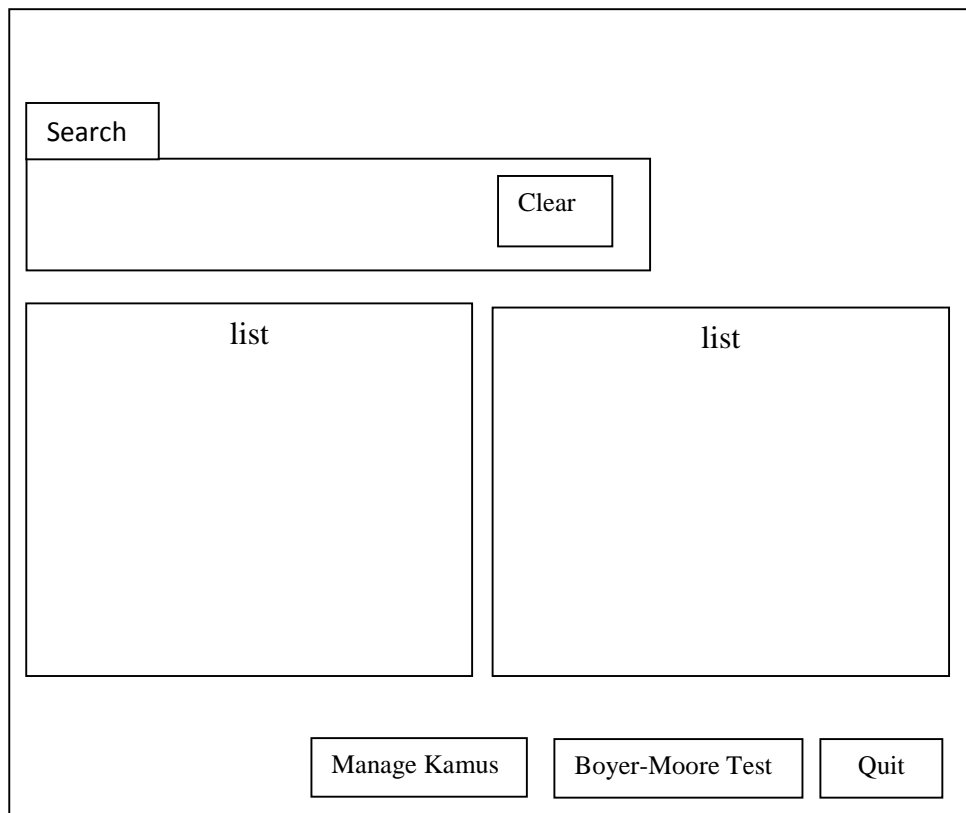 Search
Clear
list
list
Manage Kamus
Boyer-Moore Test
Quit